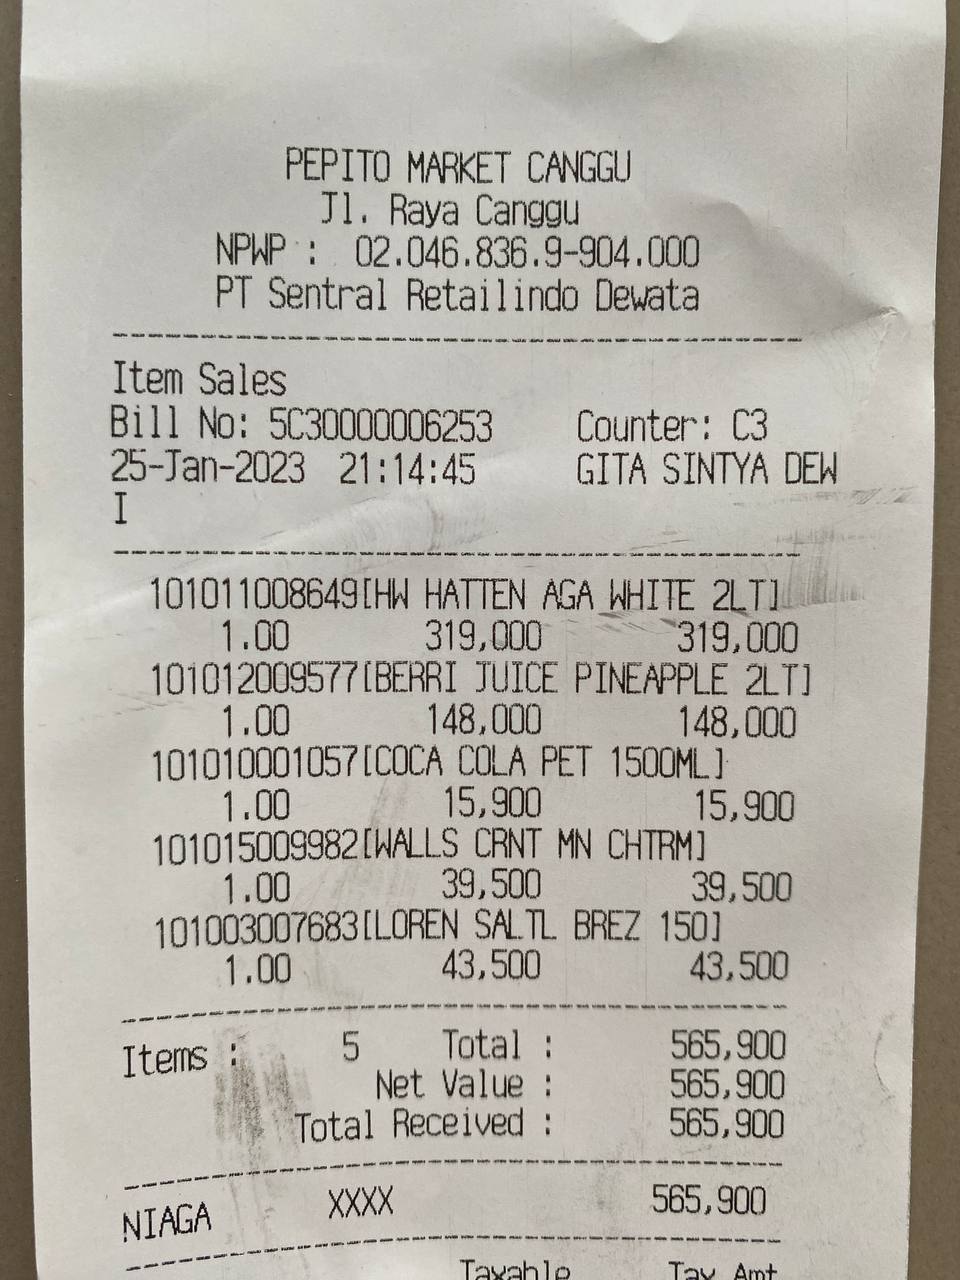 PEPITO MARKET CANGGU
Jl. Raya Canggu
NPWP : 02.046.836.9-904.000
PT Sentral Retailindo Dewata
Item Sales
Bill No: 5C30000006253 Counter: C3
25-Jan-2023 21:14:45 GITA SINTYA DEW
I
101011008649[HW HATTEN AGA WHITE 2LT]
1.00 319,000 319,000
101012009577[BERRI JUICE PINEAPPLE 2LT]
1.00 148,000 148,000
101010001057[COCA COLA PET 1500ML]
1.00 15,900 15,900
101015009982[WALLS CRNT MN CHTRM]
1.00 39,500 39,500
101003007683[LOREN SALTL BREZ 150]
1.00 43,500 43,500
Items : 5 Total : 565,900
Net Value : 565,900
Total Received : 565,900
NIAGA XXXX 565,900
Taxable Tax Amt